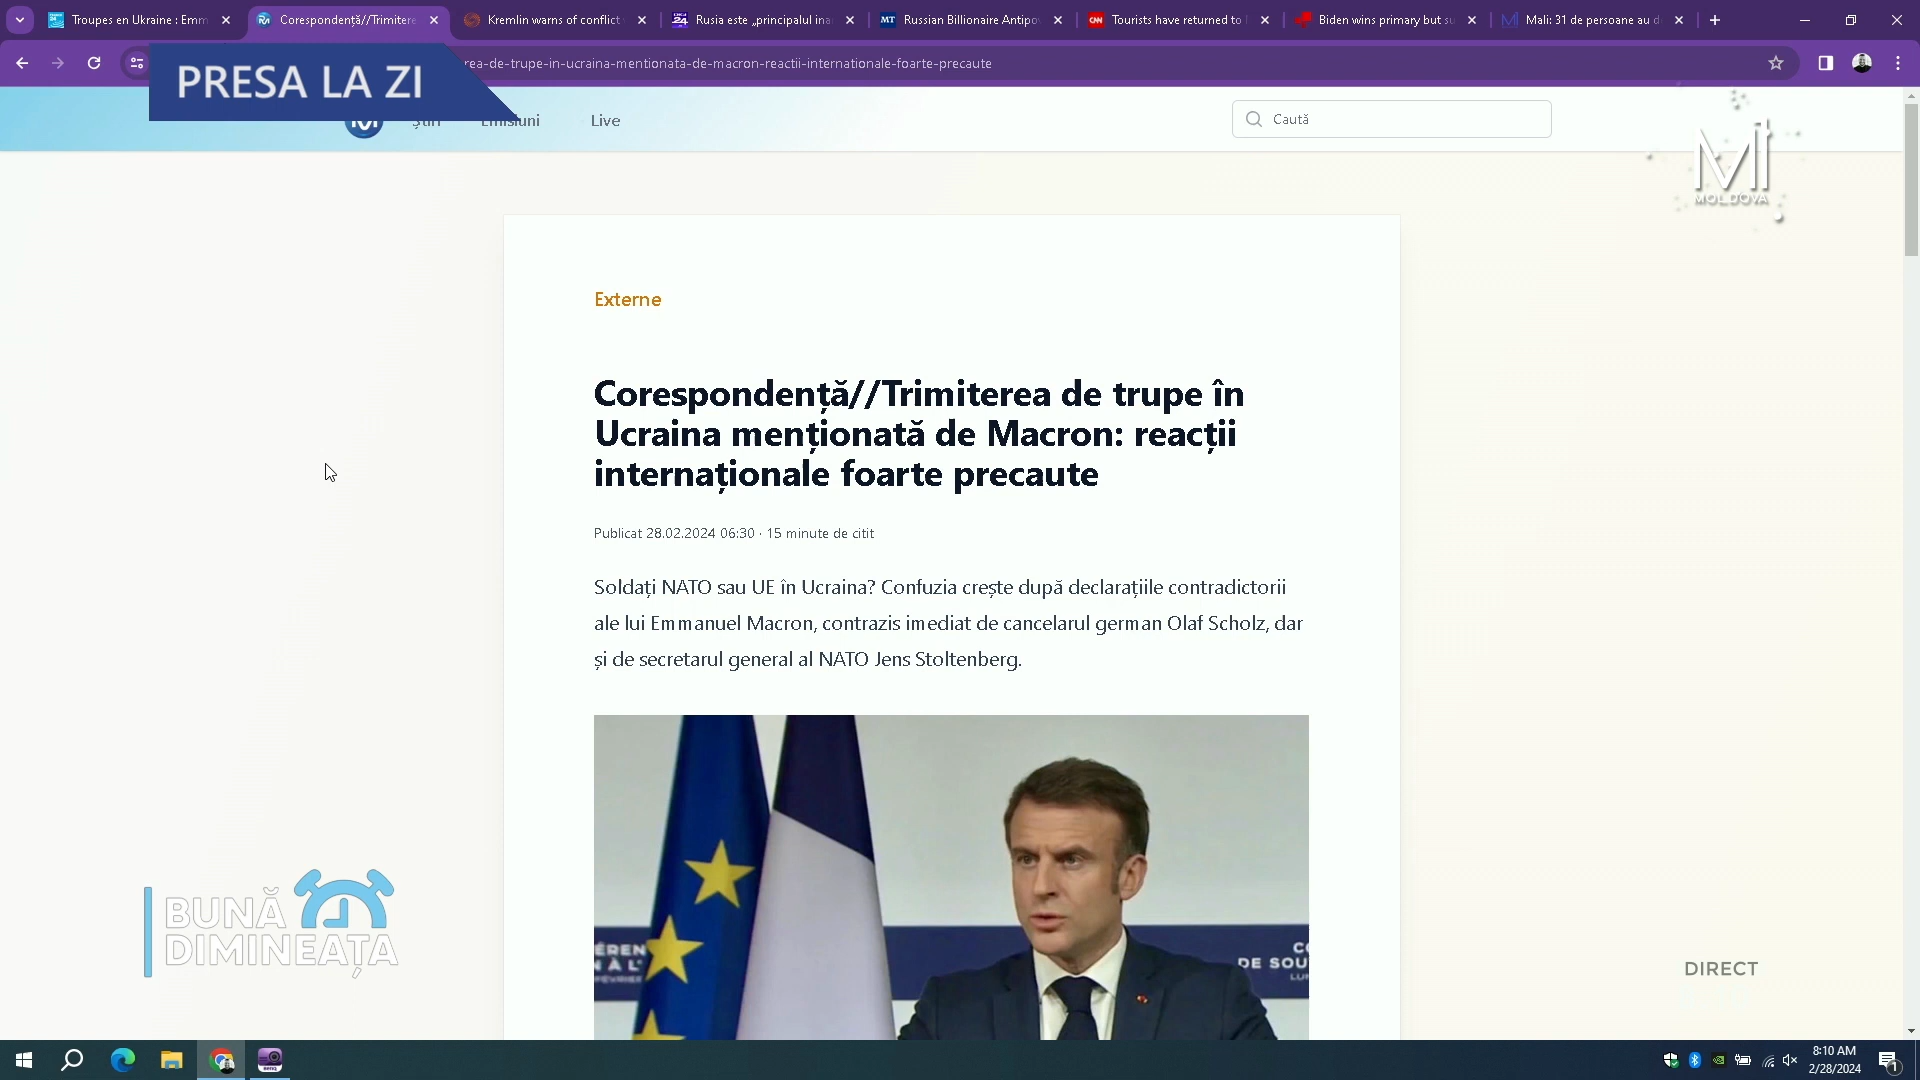 Troupes en Ukraine : Emm
Corespondență//Trimitere
Kremlin warns of conflict
Rusia este „principalul ina
Russian Billionaire Antipo
Tourists have returned to
Biden wins primary but su
Mali: 31 de persoane au d
rea-de-trupe-in-ucraina-mentionata-de-macron-reactii-internationale-foarte-precaute
PRESA LA ZI
Știri
Emisiuni
Live
Caută
MOLDOVA
Externe
Corespondență//Trimiterea de trupe în
Ucraina menționată de Macron: reacții
internaționale foarte precaute
Publicat 28.02.2024 06:30 · 15 minute de citit
Soldați NATO sau UE în Ucraina? Confuzia crește după declarațiile contradictorii
ale lui Emmanuel Macron, contrazis imediat de cancelarul german Olaf Scholz, dar
și de secretarul general al NATO Jens Stoltenberg.
BUNĂ
DIMINEAȚA
DE SOU
DIRECT
8:10 AM
2/28/2024